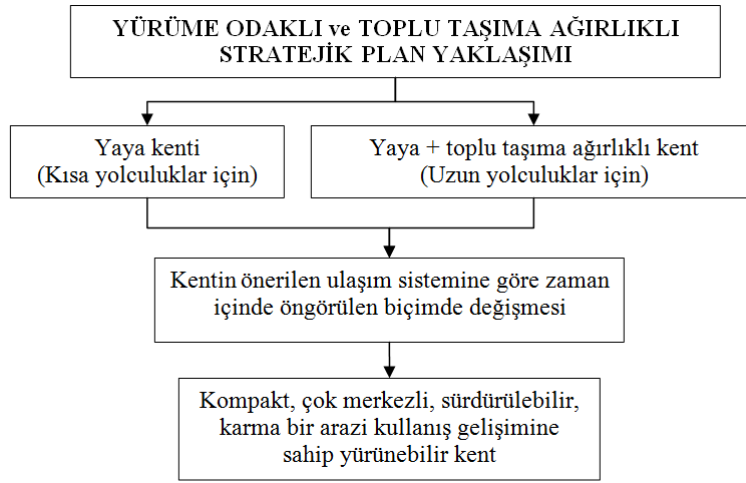 YÜRÜME ODAKLI ve TOPLU TAŞIMA AĞIRLIKLI
STRATEJİK PLAN YAKLAŞIMI
Yaya kenti
(Kısa yolculuklar için)
Yaya + toplu taşıma ağırlıklı kent
(Uzun yolculuklar için)
Kentin önerilen ulaşım sistemine göre zaman
içinde öngörülen biçimde değişmesi
Kompakt, çok merkezli, sürdürülebilir,
karma bir arazi kullanış gelişimine
sahip yürünebilir kent